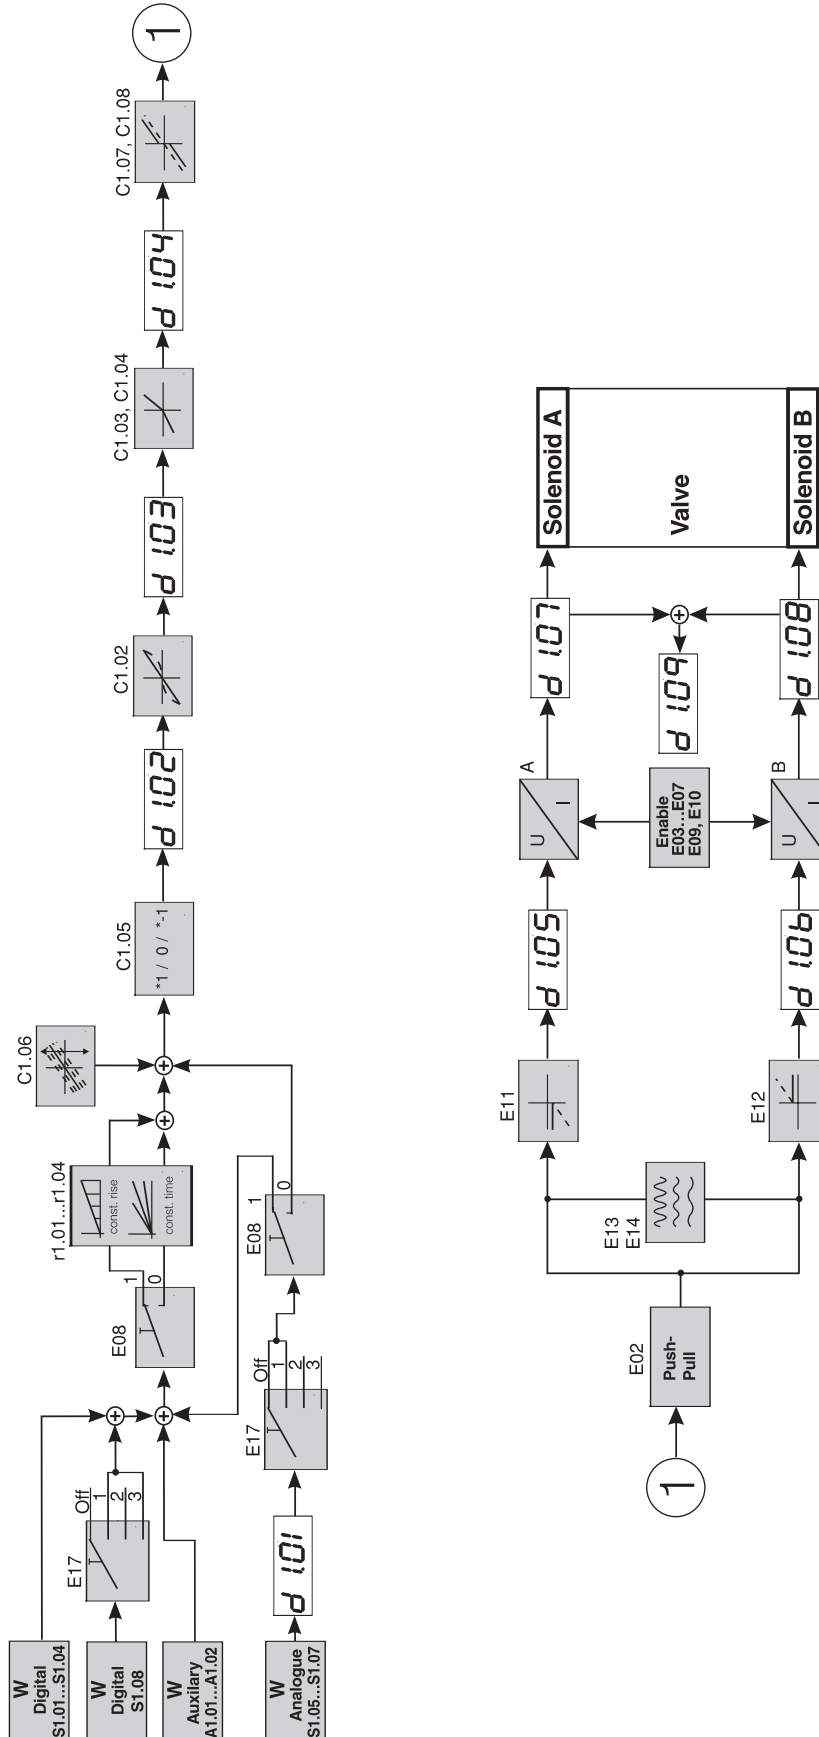 W
Digital
S1.01...S1.04
W
Digital
S1.08
E17
Off
1
2
3
W
Auxilary
A1.01...A1.02
W
Analogue
S1.05...S1.07
d 1.01
E17
Off
1
2
3
E08
1
0
E08
1
0
r1.01...r1.04
const. rise
const. time
C1.06
C1.05
*1 / 0 / *-1
d 1.02
C1.02
d 1.03
C1.03, C1.04
d 1.04
C1.07, C1.08
1
1
E02
Push-
Pull
E13
E14
E11
d 1.05
U
I
A
d 1.07
Solenoid A
Enable
E03...E07
E09, E10
d 1.09
Valve
E12
d 1.06
U
I
B
d 1.08
Solenoid B